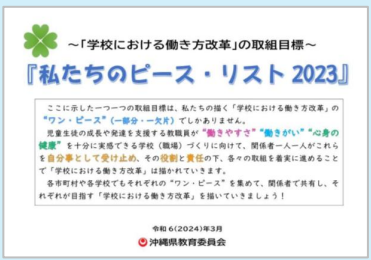 ～「学校における働き方改革」の取組目標～
『私たちのピース・リスト 2023』
ここに示した一つ一つの取組目標は、私たちの描く「学校における働き方改革」の
“ワン・ピース”（一部分・一欠片）でしかありません。
児童生徒の成長や発達を支援する教職員が“働きやすさ”“働きがい”“心身の
健康”を十分に実感できる学校（職場）づくりに向けて、関係者一人一人がこれら
を自分事として受け止め、その役割と責任の下、各々の取組を着実に進めること
で「学校における働き方改革」は描かれていきます。
各市町村や各学校でもそれぞれの“ワン・ピース”を集めて、関係者で共有し、そ
れぞれが目指す「学校における働き方改革」を描いていきましょう！
令和6(2024)年3月
沖縄県教育委員会